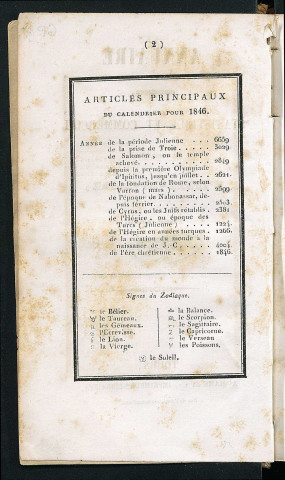 ( 2 )
ARTICLES PRINCIPAUX
DU CALENDRIER POUR 1846.
ANNÉE de la période Julienne . . . 6659
de la prise de Troie . . . . . 3029
de Salomon, ou le temple
achevé. . . . . . . . 2849
depuis la première Olympiade
d'Iphitus, jusqu'en juillet . . 2621.
de la fondation de Rome, selon
Varron ( mars ) . . . . . 2599
de l'époque de Nabonassar, de-
puis février. . . . . . . 2593.
de Cyrus, ou les Juifs rétablis . 2382
de l'Hégire, ou époque des
Turcs ( Julienne ) . . . . 1224.
de l'Hégire en années turques . 1266.
de la création du monde à la
naissance de J.-C . . . . . 4004.
de l'ère chrétienne . . . . . 1846.
Signes du Zodiaque.
♈ le Bélier.
♉ le Taureau.
♊ les Gémeaux.
♋ l'Écrevisse.
♌ le Lion.
♍ la Vierge.
♎ la Balance.
♏ le Scorpion.
♐ le Sagittaire.
♑ le Capricorne.
♒ le Verseau
♓ les Poissons.
le Soleil.